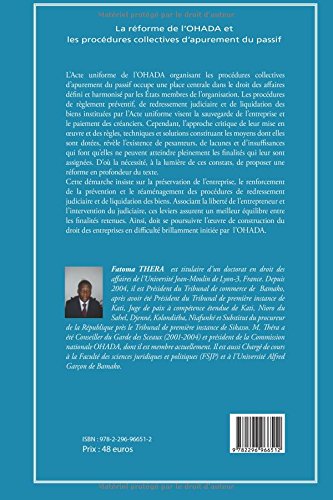 La réforme de l'OHADA et
les procédures collectives d'apurement du passif
L'Acte uniforme de l'OHADA organisant les procédures collectives
d'apurement du passif occupe une place centrale dans le droit des affaires
défini et harmonisé par les États membres de l'organisation. Les procédures
de règlement préventif, de redressement judiciaire et de liquidation des
biens instituées par l'Acte uniforme visent la sauvegarde de l'entreprise et
le paiement des créanciers. Cependant, l'approche critique de leur mise en
œuvre et des règles, techniques et solutions constituant les moyens dont elles
sont dotées, révèle l'existence de pesanteurs, de lacunes et d'insuffisances
qui font qu'elles ne peuvent atteindre pleinement les finalités qui leur sont
assignées. D'où la nécessité, à la lumière de ces constats, de proposer une
réforme en profondeur du texte.
Cette démarche insiste sur la préservation de l'entreprise, le renforcement
de la prévention et le réaménagement des procédures de redressement
judiciaire et de liquidation des biens. Associant la liberté de l'entrepreneur et
l'intervention du judiciaire, ces leviers assurent un meilleur équilibre entre
les finalités retenues. Ainsi, doit se poursuivre l'œuvre de construction du
droit des entreprises en difficulté brillamment initiée par l'OHADA.
Fatoma THERA est titulaire d'un doctorat en droit des
affaires de l'Université Jean-Moulin de Lyon-3, France. Depuis
2004, il est Président du Tribunal de commerce de Bamako,
après avoir été Président du Tribunal de première instance de
Kati, Juge de paix à compétence étendue de Kati, Nioro du
Sahel, Djenné, Kolondiéba, Niafunké et Substitut du procureur
de la République près le Tribunal de première instance de Sikasso. M. Théra a
été Conseiller du Garde des Sceaux (2001-2004) et président de la Commission
nationale OHADA, dont il est membre actuellement. Il est aussi Chargé de cours
à la Faculté des sciences juridiques et politiques (FSJP) et à l'Université Alfred
Garçon de Bamako.
ISBN : 978-2-296-96651-2
Prix : 48 euros
9 782296 966512